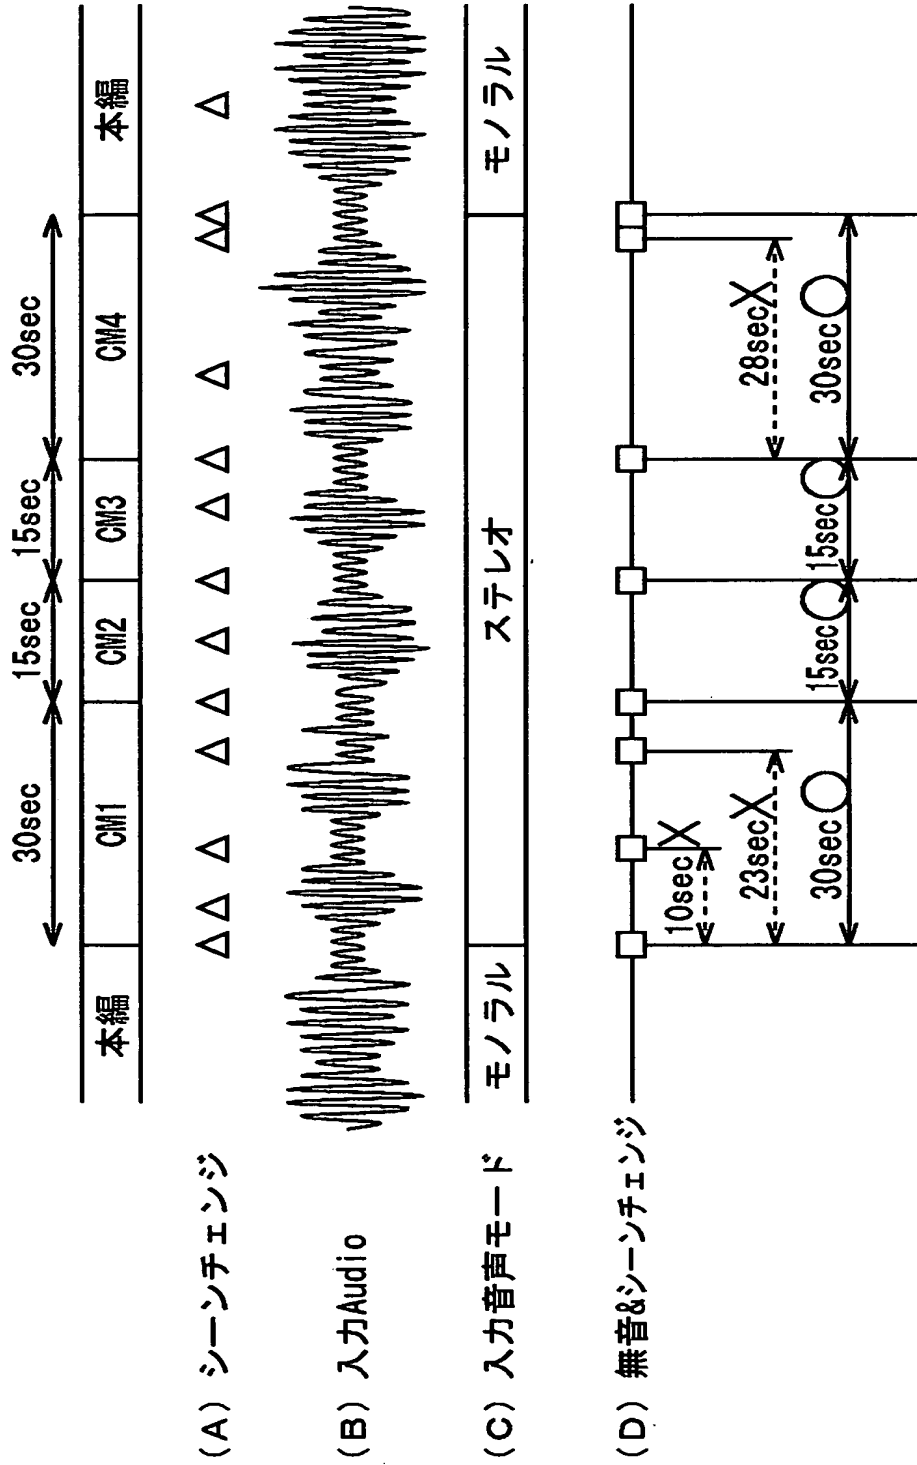 30sec 15sec 15sec 30sec
本編 CM1 CM2 CM3 CM4 本編
(A) シーンチェンジ
(B) 入力Audio
(C) 入力音声モード モノラル ステレオ モノラル
(D) 無音&シーンチェンジ
10sec X
23sec X 28sec X
30sec ○ 15sec ○ 15sec ○ 30sec ○